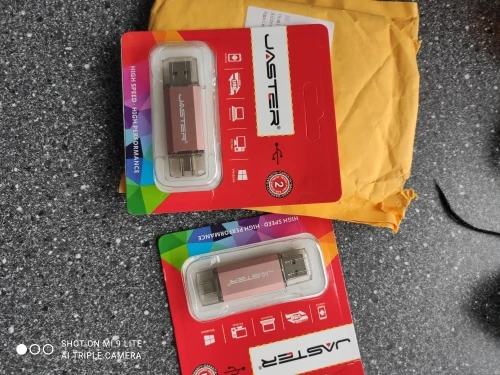 JASTER
HIGH SPEED · HIGH PERFORMANCE
JASTER
2
HIGH SPEED · HIGH PERFORMANCE
JASTER
JASTER
SHOT ON MI 9 LITE
AI TRIPLE CAMERA